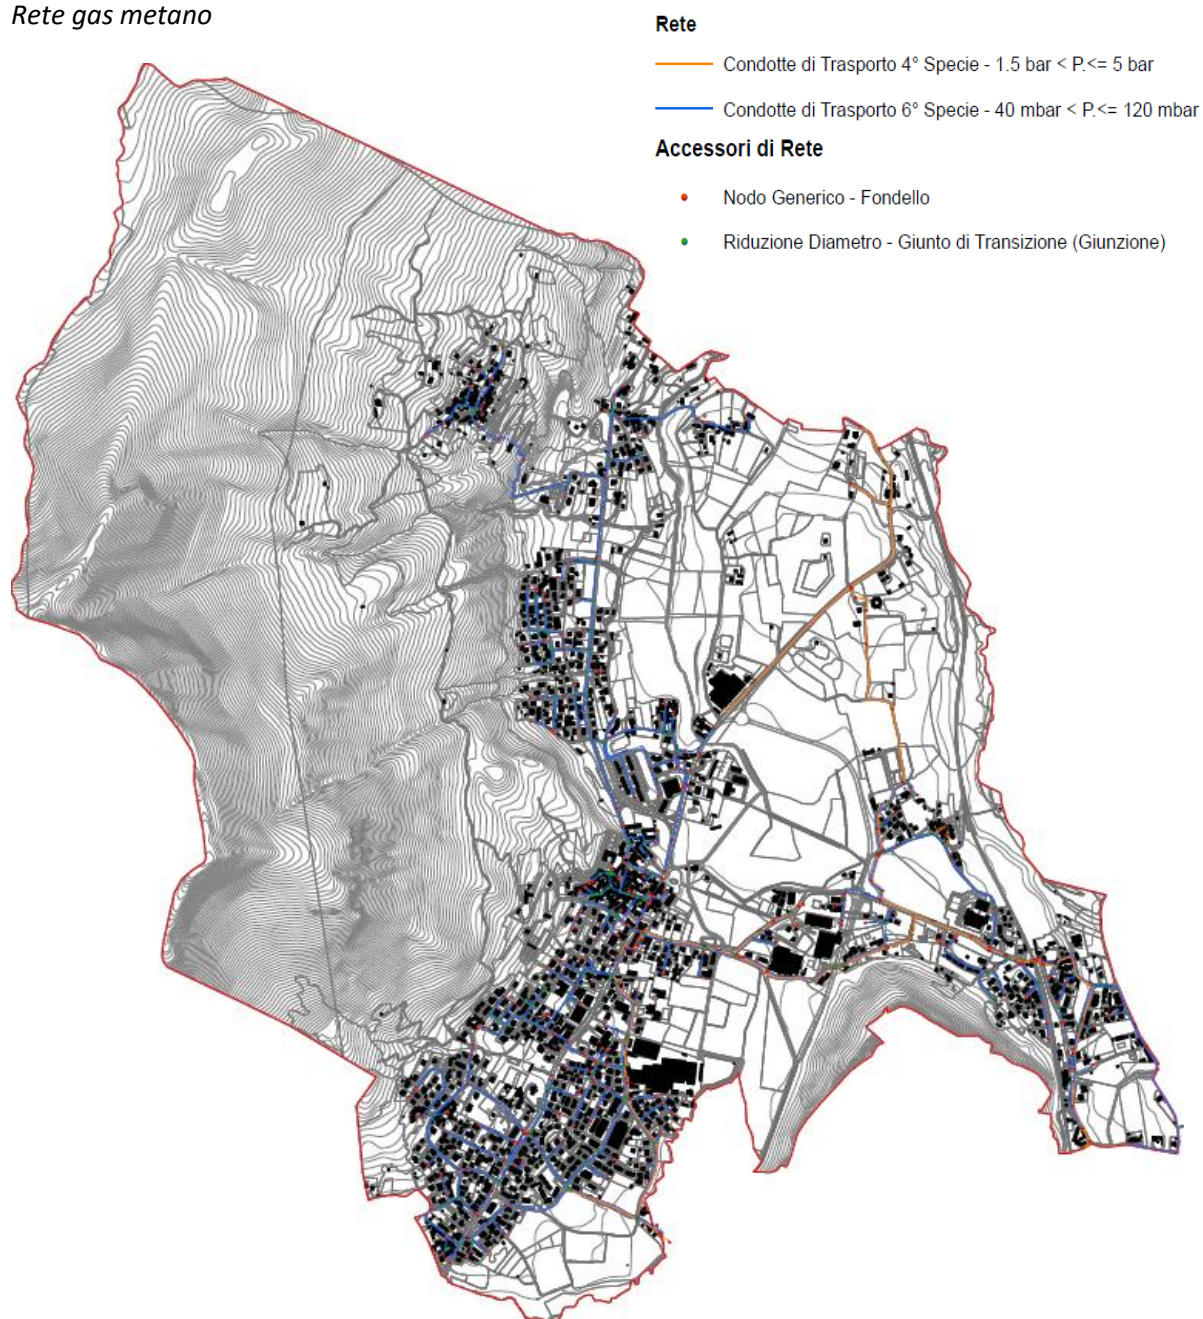 Rete gas metano
Rete
Condotte di Trasporto 4° Specie - 1.5 bar < P.<= 5 bar
Condotte di Trasporto 6° Specie - 40 mbar < P.<= 120 mbar
Accessori di Rete
Nodo Generico - Fondello
Riduzione Diametro - Giunto di Transizione (Giunzione)